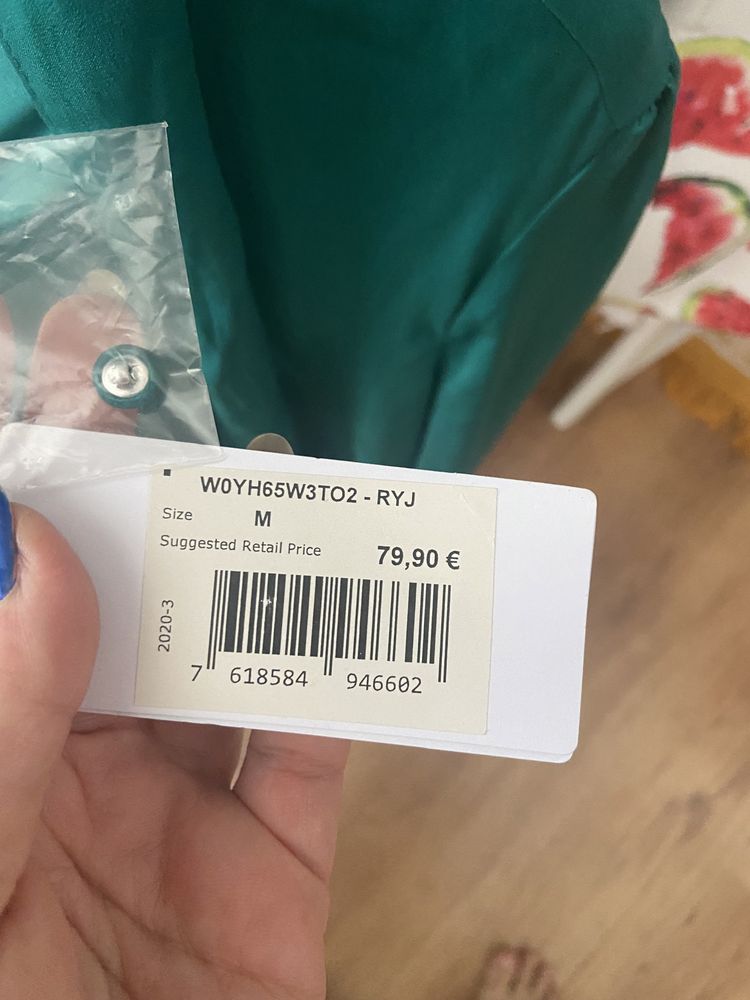 W0YH65W3TO2 - RYJ
Size M
Suggested Retail Price 79,90 €
2020-3
7 618584 946602